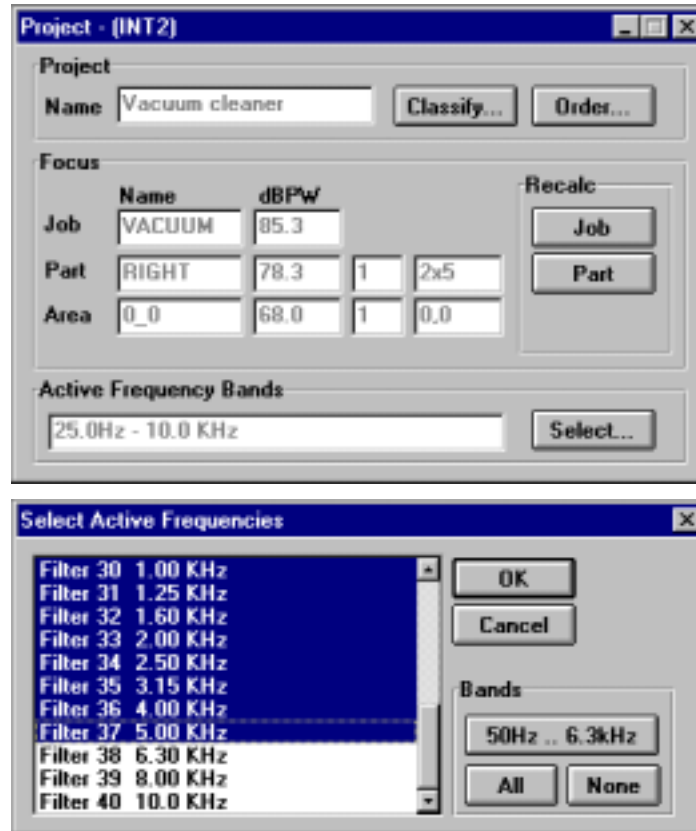 Project - (INT2)
Project
Name Vacuum cleaner Classify... Order...
Focus
Name dBPW
Recalc
Job VACUUM 85.3 Job
Part RIGHT 78.3 1 2x5 Part
Area 0_0 68.0 1 0,0
Active Frequency Bands
25.0Hz - 10.0 KHz Select...
Select Active Frequencies
Filter 30 1.00 KHz
Filter 31 1.25 KHz
Filter 32 1.60 KHz
Filter 33 2.00 KHz
Filter 34 2.50 KHz
Filter 35 3.15 KHz
Filter 36 4.00 KHz
Filter 37 5.00 KHz
Filter 38 6.30 KHz
Filter 39 8.00 KHz
Filter 40 10.0 KHz
OK
Cancel
Bands
50Hz .. 6.3kHz
All None